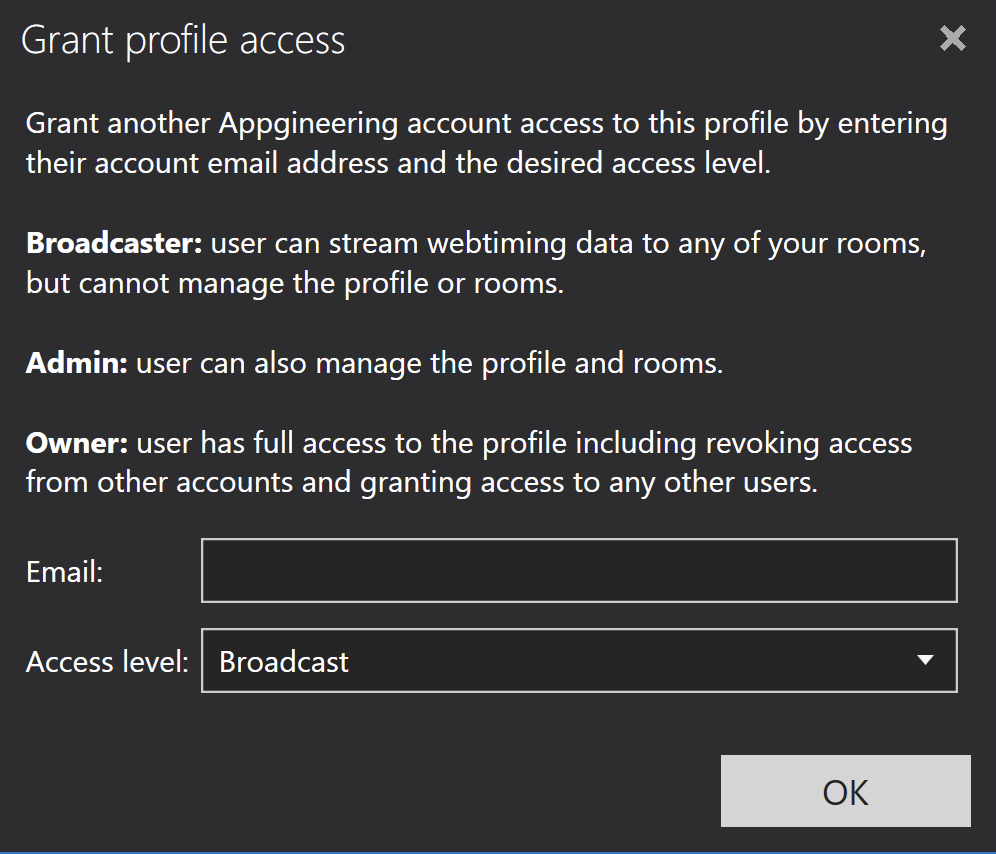 Grant profile access
Grant another Appgineering account access to this profile by entering
their account email address and the desired access level.
Broadcaster: user can stream webtiming data to any of your rooms,
but cannot manage the profile or rooms.
Admin: user can also manage the profile and rooms.
Owner: user has full access to the profile including revoking access
from other accounts and granting access to any other users.
Email:
Access level: Broadcast
OK